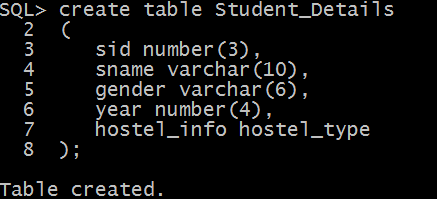 SQL> create table Student_Details
2 (
3 sid number(3),
4 sname varchar(10),
5 gender varchar(6),
6 year number(4),
7 hostel_info hostel_type
8 );
Table created.